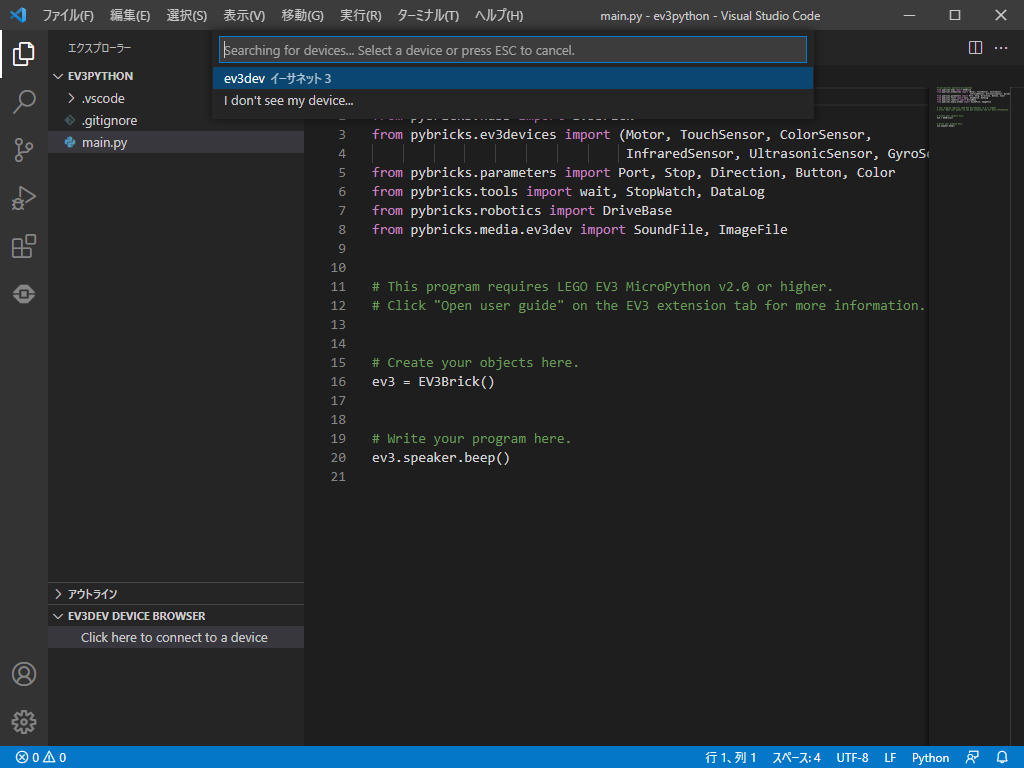 ファイル(F) 編集(E) 選択(S) 表示(V) 移動(G) 実行(R) ターミナル(T) ヘルプ(H) main.py - ev3python - Visual Studio Code
エクスプローラー
EV3PYTHON
.vscode
.gitignore
main.py
Searching for devices... Select a device or press ESC to cancel.
ev3dev イーサネット 3
I don't see my device...
3 from pybricks.ev3devices import (Motor, TouchSensor, ColorSensor,
4 InfraredSensor, UltrasonicSensor, GyroSe
5 from pybricks.parameters import Port, Stop, Direction, Button, Color
6 from pybricks.tools import wait, StopWatch, DataLog
7 from pybricks.robotics import DriveBase
8 from pybricks.media.ev3dev import SoundFile, ImageFile
9
10
11 # This program requires LEGO EV3 MicroPython v2.0 or higher.
12 # Click "Open user guide" on the EV3 extension tab for more information.
13
14
15 # Create your objects here.
16 ev3 = EV3Brick()
17
18
19 # Write your program here.
20 ev3.speaker.beep()
21
アウトライン
EV3DEV DEVICE BROWSER
Click here to connect to a device
0 0 行 1、列 1 スペース: 4 UTF-8 LF Python